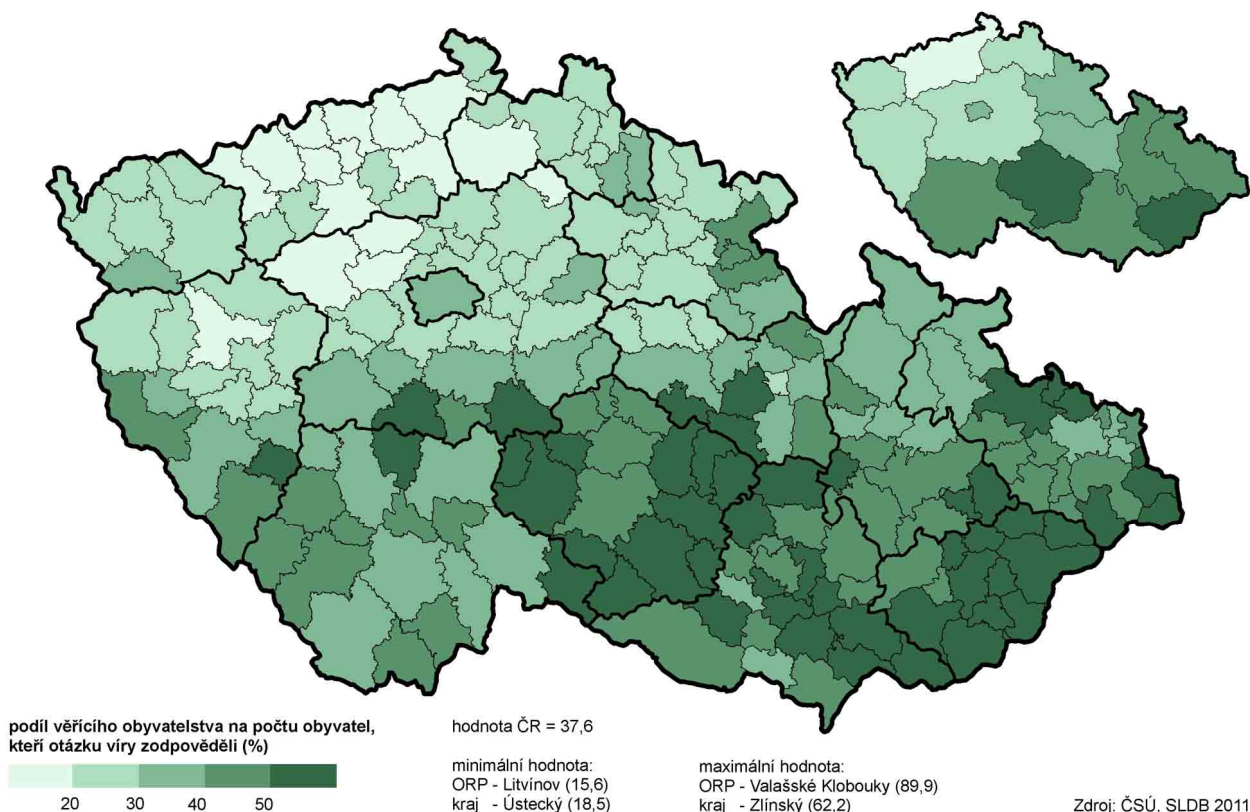 podíl věřícího obyvatelstva na počtu obyvatel,
kteří otázku víry zodpověděli (%)
20 30 40 50
hodnota ČR = 37,6
minimální hodnota:
ORP - Litvínov (15,6)
kraj - Ústecký (18,5)
maximální hodnota:
ORP - Valašské Klobouky (89,9)
kraj - Zlínský (62,2)
Zdroj: ČSÚ, SLDB 2011